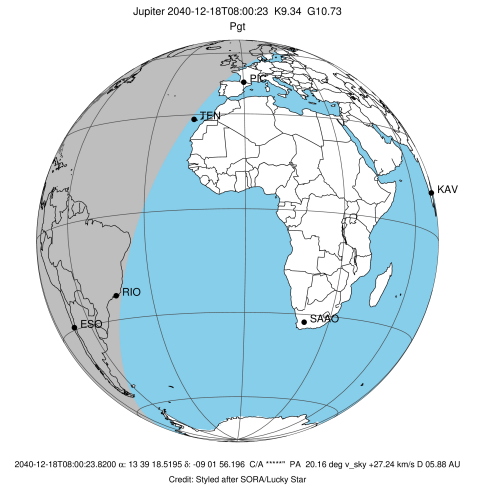 Jupiter 2040-12-18T08:00:23 K9.34 G10.73
Pgt
PIC
TEN
KAV
RIO
SAAO
ESO
2040-12-18T08:00:23.8200 α: 13 39 18.5195 δ: -09 01 56.196 C/A *****" PA 20.16 deg v_sky +27.24 km/s D 05.88 AU
Credit: Styled after SORA/Lucky Star